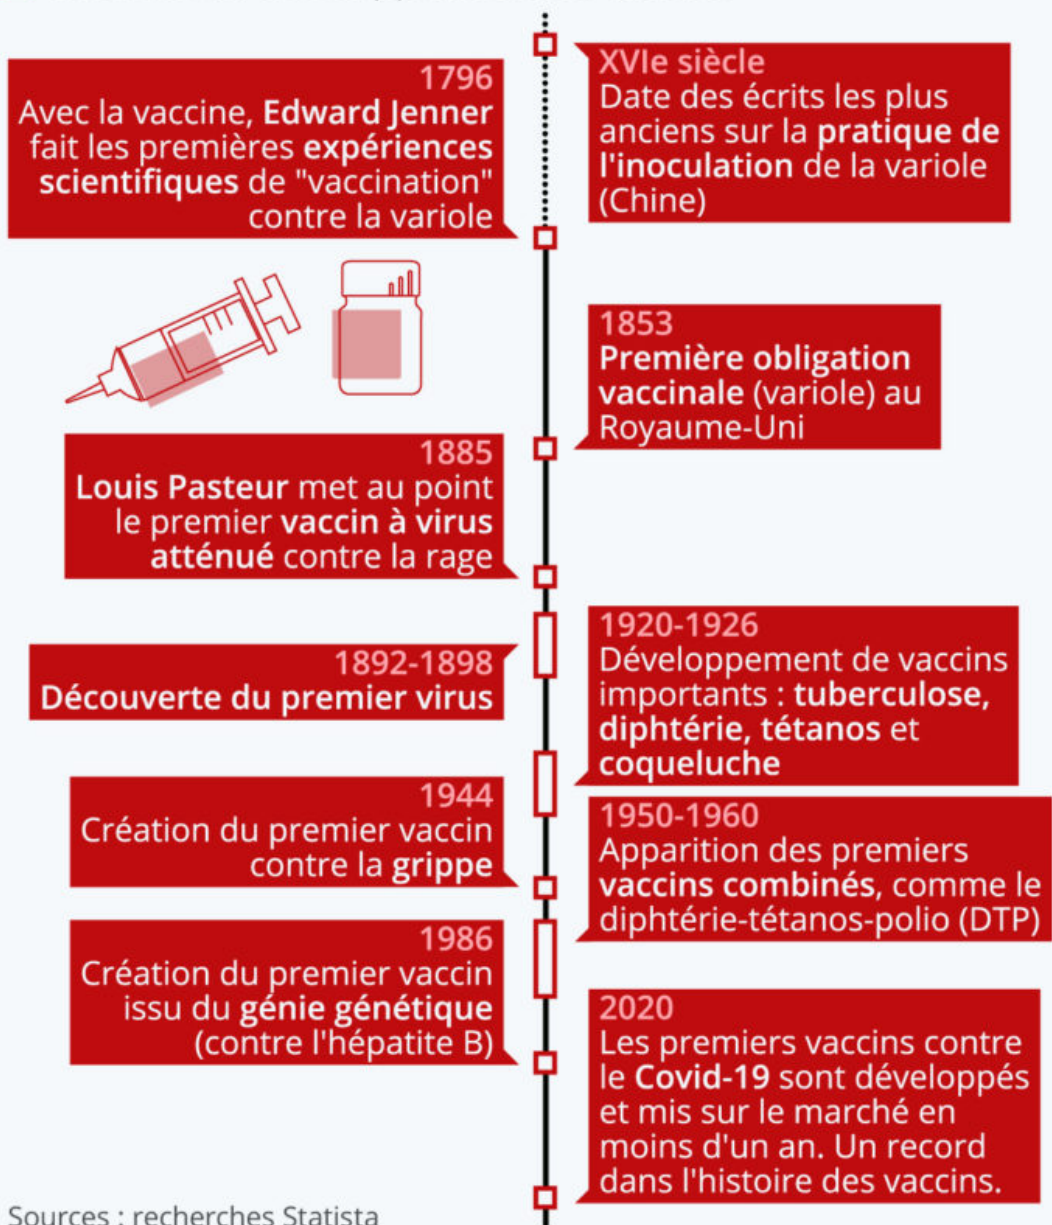 XVIe siècle
Date des écrits les plus
anciens sur la pratique de
l'inoculation de la variole
(Chine)
1796
Avec la vaccine, Edward Jenner
fait les premières expériences
scientifiques de "vaccination"
contre la variole
1853
Première obligation
vaccinale (variole) au
Royaume-Uni
1885
Louis Pasteur met au point
le premier vaccin à virus
atténué contre la rage
1892-1898
Découverte du premier virus
1920-1926
Développement de vaccins
importants : tuberculose,
diphtérie, tétanos et
coqueluche
1944
Création du premier vaccin
contre la grippe
1950-1960
Apparition des premiers
vaccins combinés, comme le
diphtérie-tétanos-polio (DTP)
1986
Création du premier vaccin
issu du génie génétique
(contre l'hépatite B)
2020
Les premiers vaccins contre
le Covid-19 sont développés
et mis sur le marché en
moins d'un an. Un record
dans l'histoire des vaccins.
Sources : recherches Statista